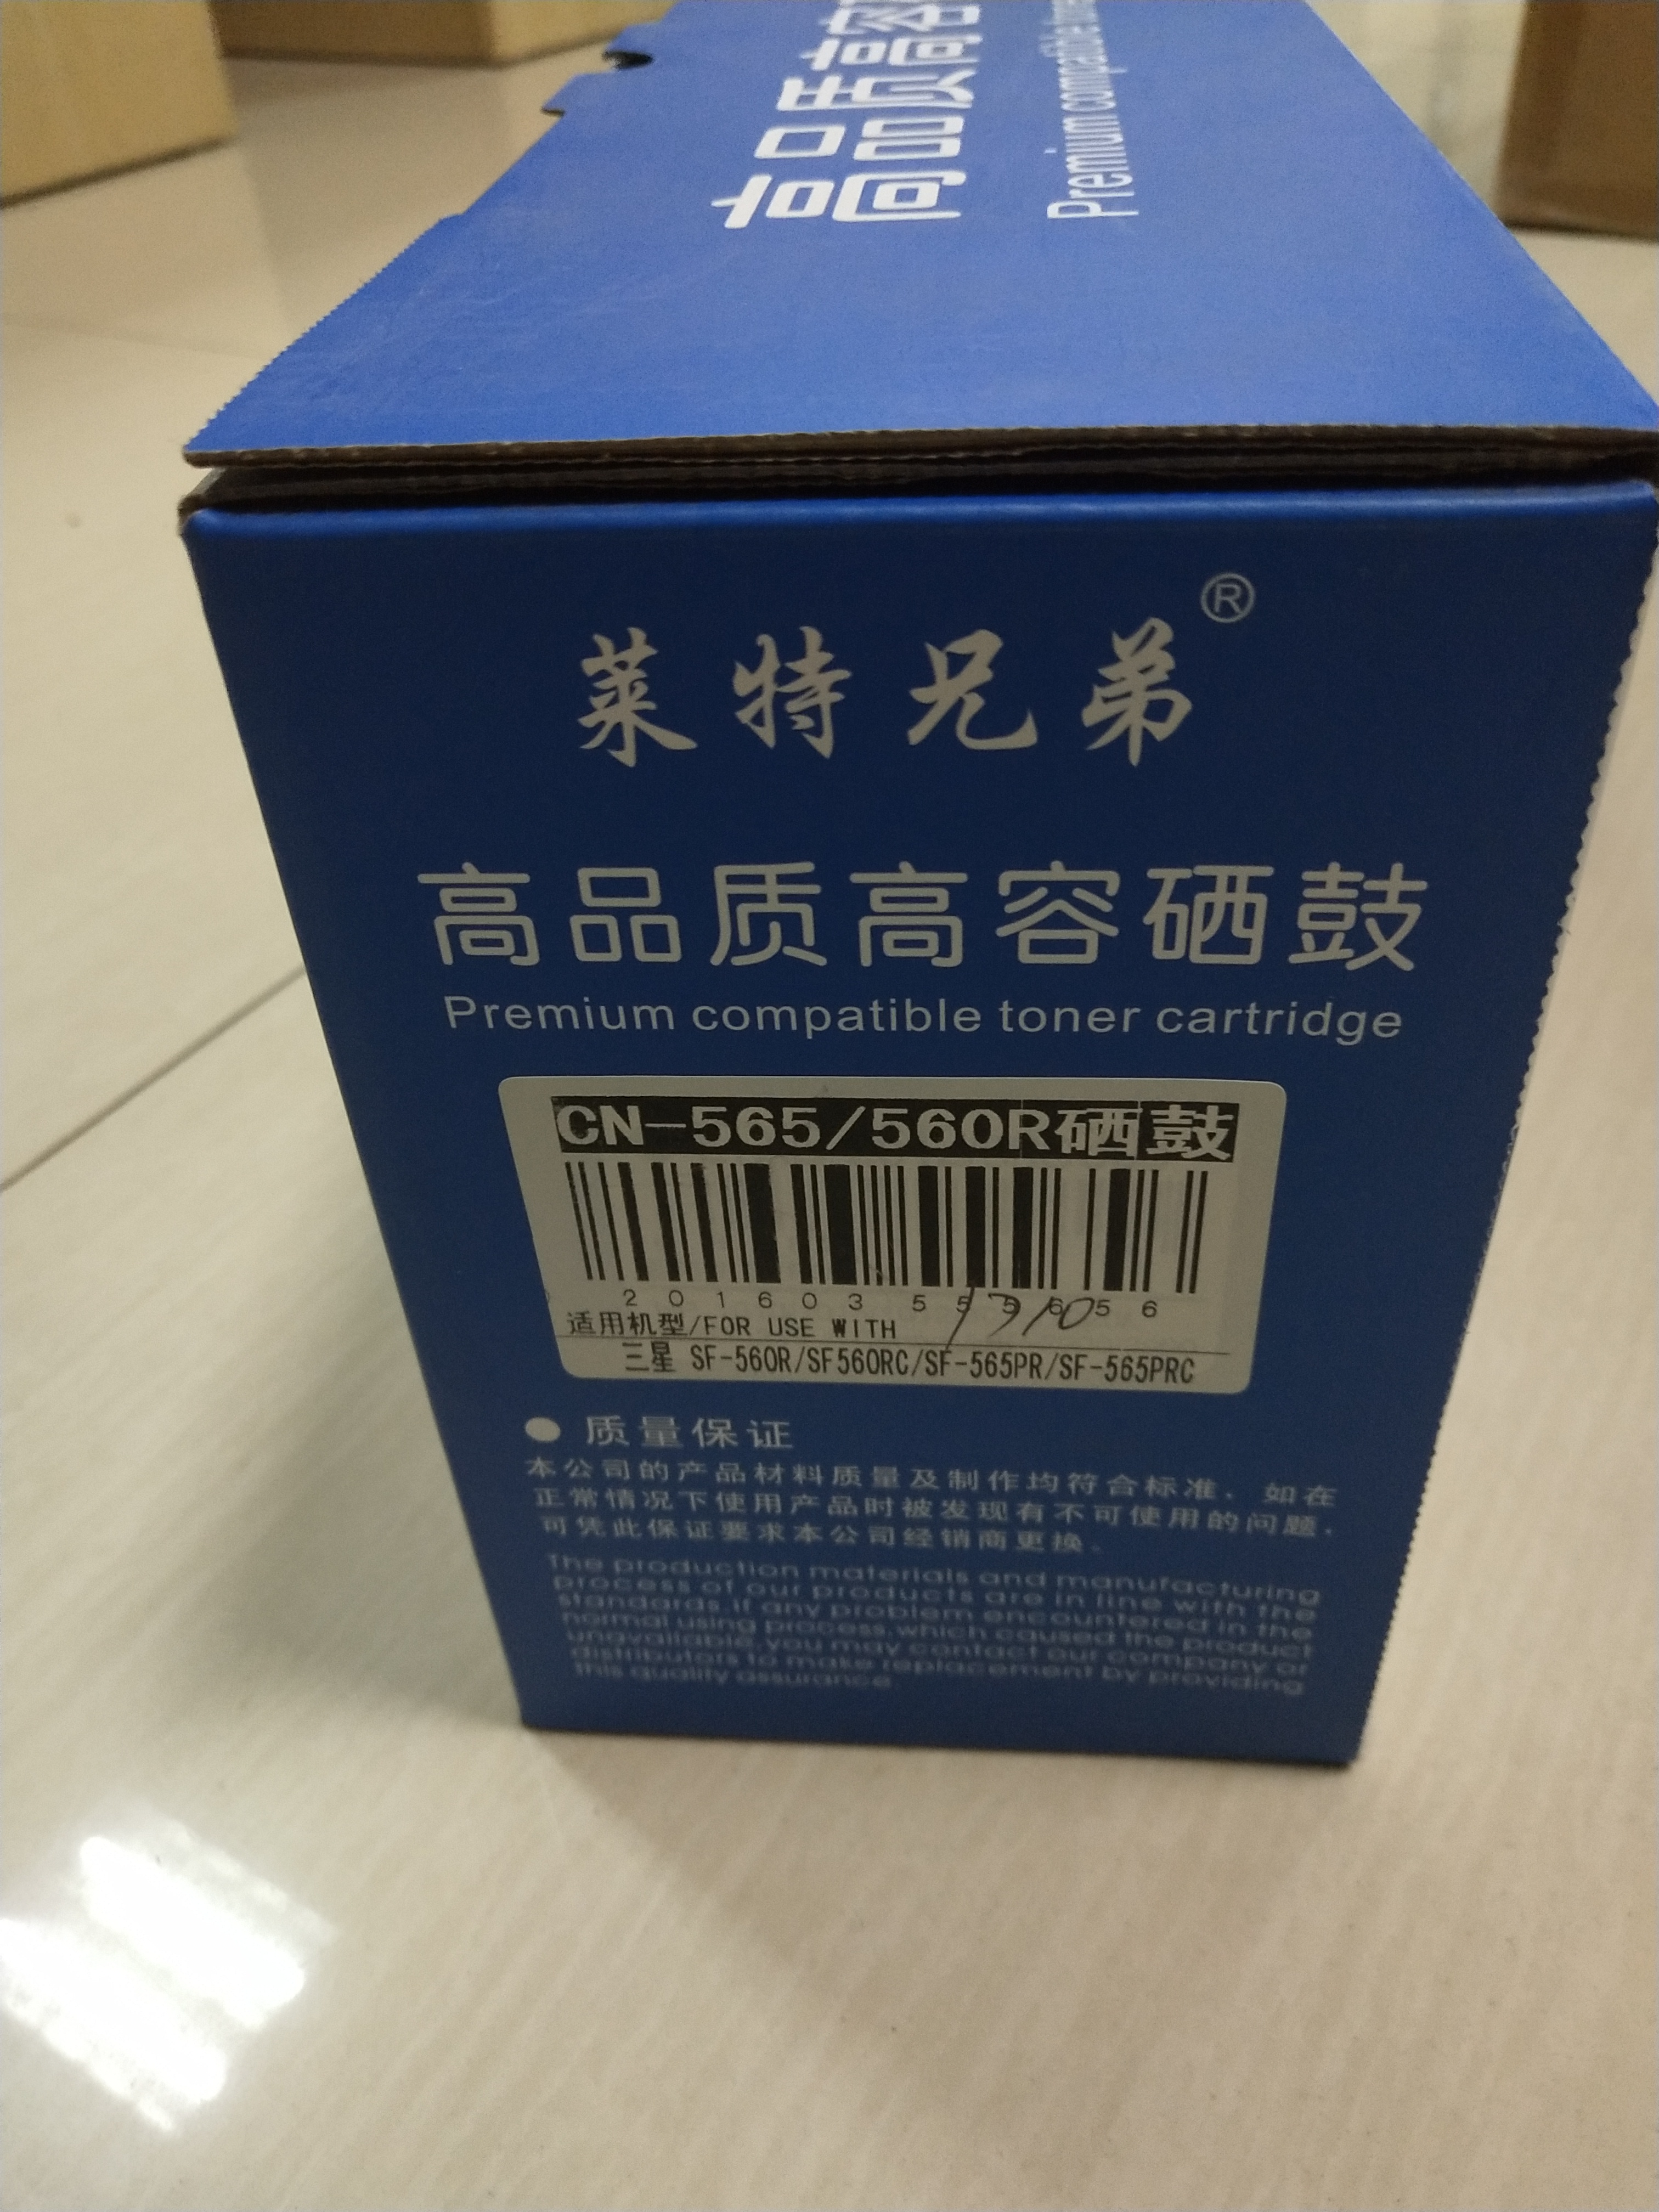 高品质高容
Premium compatible
莱特兄弟®
高品质高容硒鼓
Premium compatible toner cartridge
CN-565/560R硒鼓
适用机型/FOR USE WITH
三星 SF-560R/SF560RC/SF-565PR/SF-565PRC
● 质量保证
本公司的产品材料质量及制作均符合标准，如在
正常情况下使用产品时被发现有不可使用的问题，
可凭此保证要求本公司经销商更换。
The production materials and manufacturing
process of our products are in line with the
standards.If any problem encountered in the
normal using process,which caused the product
unavailable,you may contact our company or
distributors to make replacement by providing
this quality assurance.